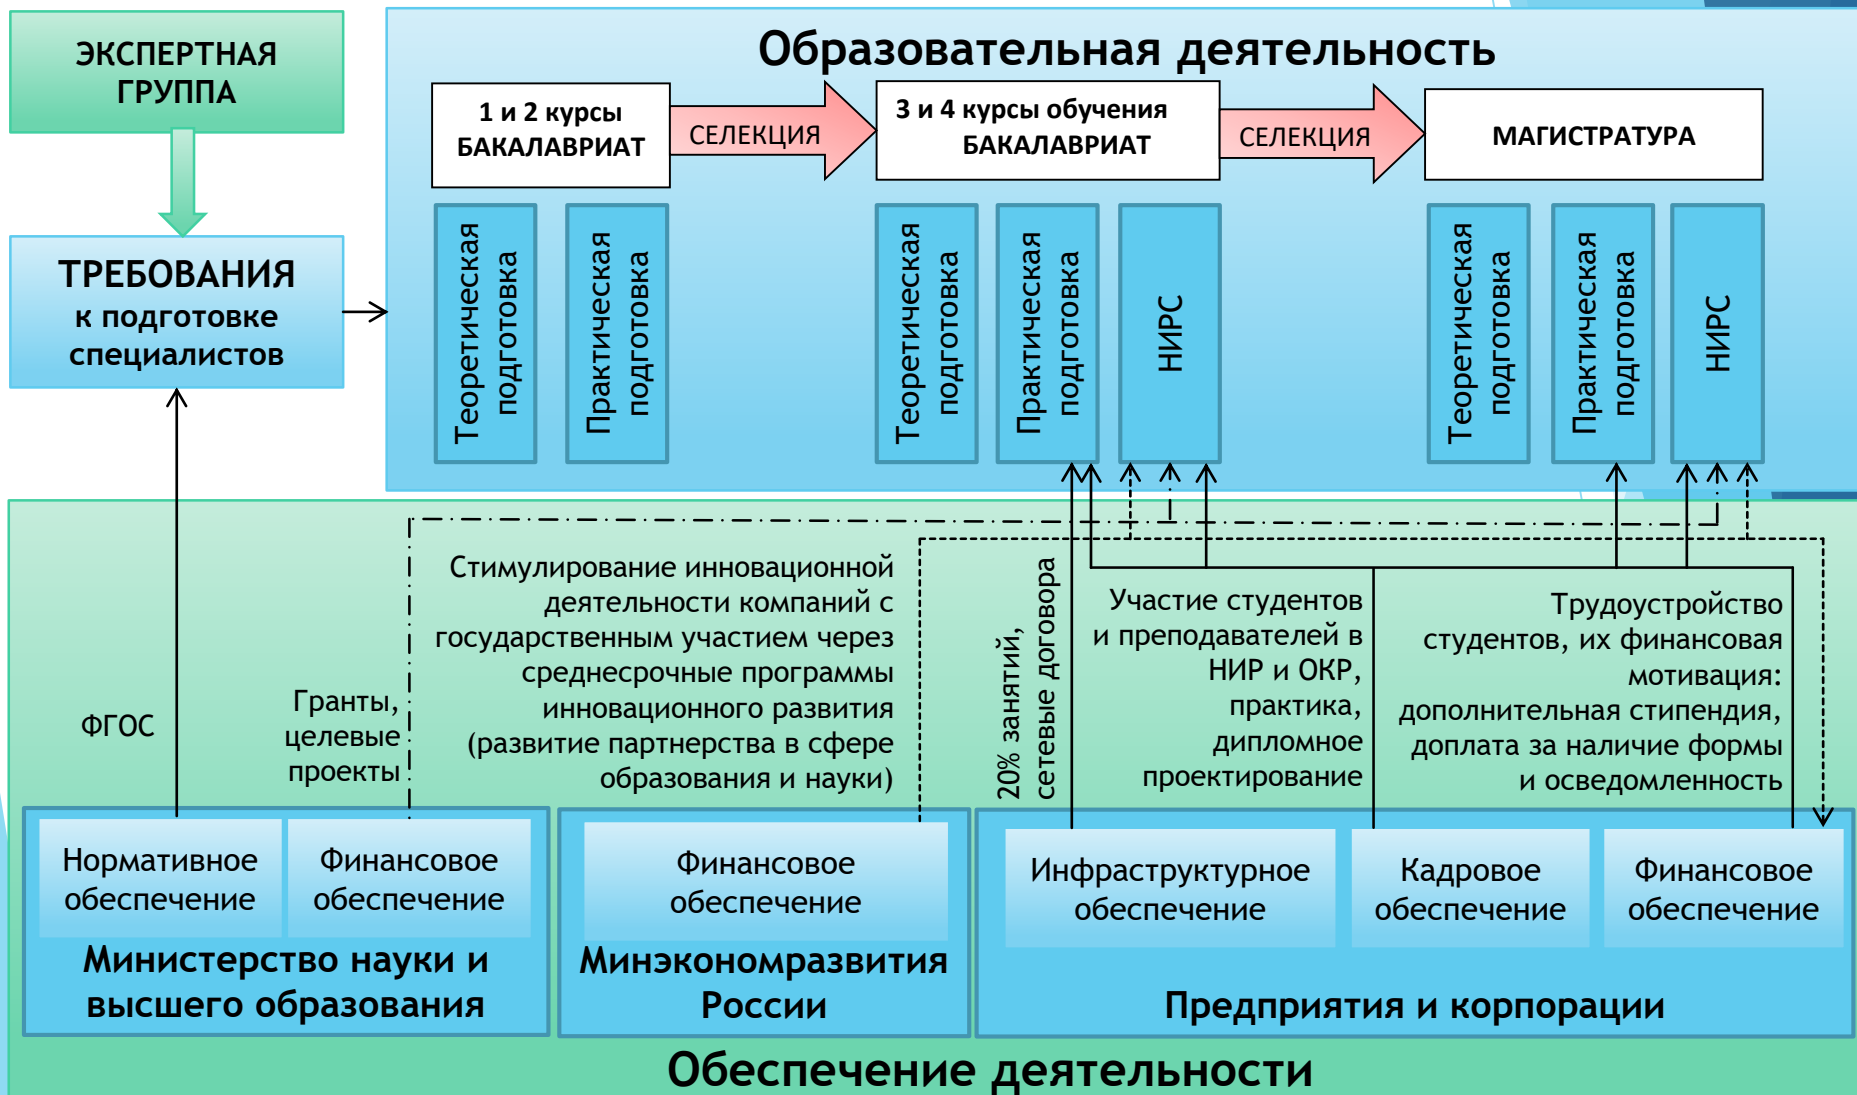 ЭКСПЕРТНАЯ
ГРУППА
ТРЕБОВАНИЯ
к подготовке
специалистов
Образовательная деятельность
1 и 2 курсы
БАКАЛАВРИАТ
СЕЛЕКЦИЯ
3 и 4 курсы обучения
БАКАЛАВРИАТ
СЕЛЕКЦИЯ
МАГИСТРАТУРА
Теоретическая
подготовка
Практическая
подготовка
Теоретическая
подготовка
Практическая
подготовка
НИРС
Теоретическая
подготовка
Практическая
подготовка
НИРС
ФГОС
Гранты,
целевые
проекты
Стимулирование инновационной
деятельности компаний с
государственным участием через
среднесрочные программы
инновационного развития
(развитие партнерства в сфере
образования и науки)
20% занятий,
сетевые договора
Участие студентов
и преподавателей в
НИР и ОКР,
практика,
дипломное
проектирование
Трудоустройство
студентов, их финансовая
мотивация:
дополнительная стипендия,
доплата за наличие формы
и осведомленность
Нормативное
обеспечение
Финансовое
обеспечение
Министерство науки и
высшего образования
Финансовое
обеспечение
Минэкономразвития
России
Инфраструктурное
обеспечение
Кадровое
обеспечение
Финансовое
обеспечение
Предприятия и корпорации
Обеспечение деятельности